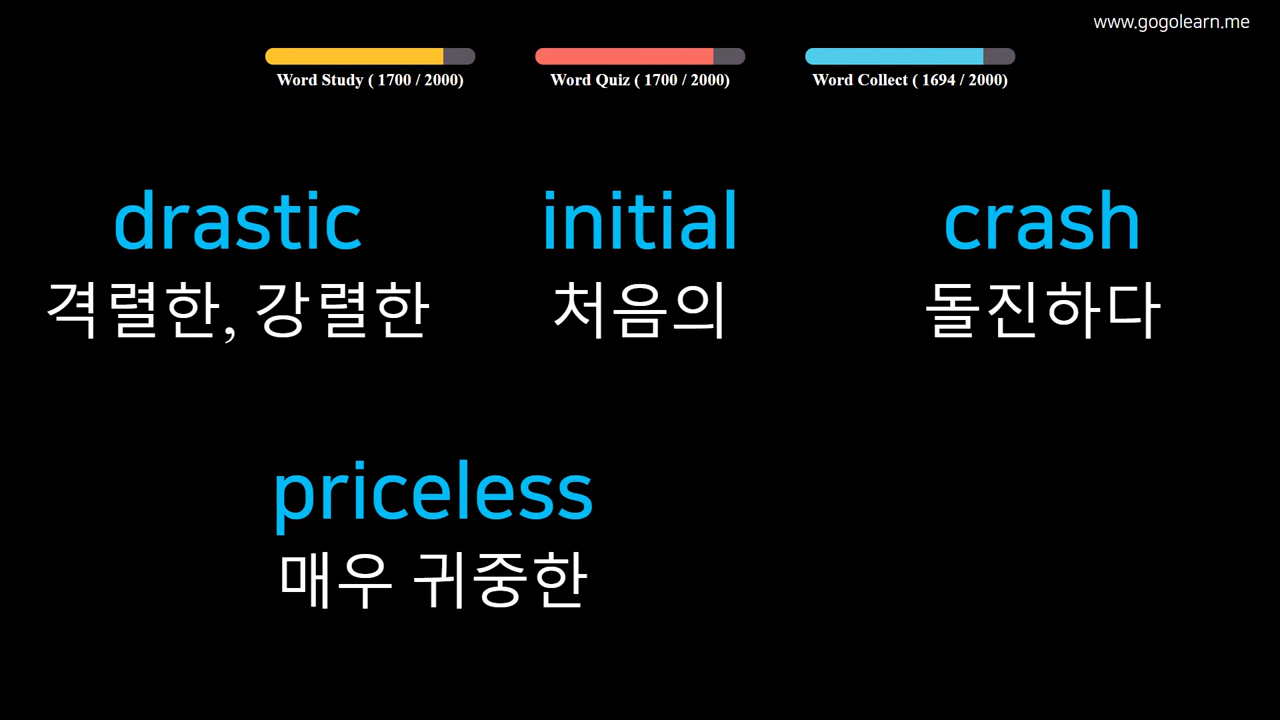 www.gogolearn.me
Word Study ( 1700 / 2000) Word Quiz ( 1700 / 2000) Word Collect ( 1694 / 2000)
drastic initial crash
격렬한, 강렬한 처음의 돌진하다
priceless
매우 귀중한